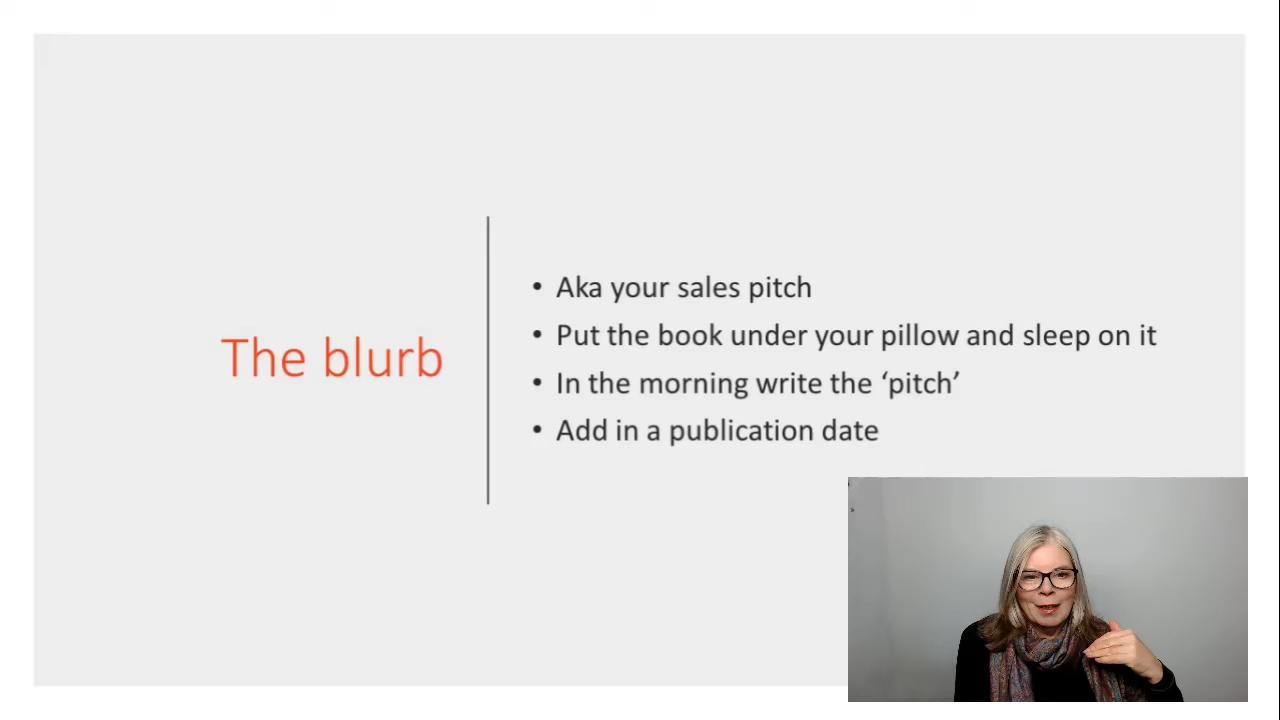 The blurb
• Aka your sales pitch
• Put the book under your pillow and sleep on it
• In the morning write the ‘pitch’
• Add in a publication date